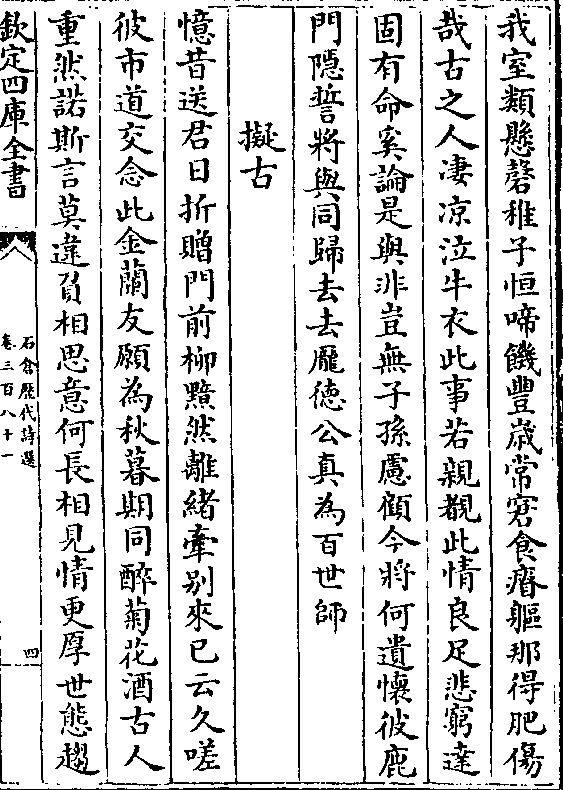 我室類懸磬稚子恒啼饑豐歳常窘食瘠軀那得肥傷
哉古之人凄凉泣牛衣此事若親覩此情良足悲窮達
固有命奚論是與非豈無子孫慮顧今將何遺懷彼鹿
門隱誓將與同歸去去龎徳公真為百世師
擬古
憶昔送君日折贈門前柳黯然離緒牽别來已云久嗟
彼市道交念此金蘭友願為秋暮期同醉菊花酒古人
重然諾斯言莫違負相思意何長相見情更厚世態趨
欽定四庫全書
石倉歴代詩選
卷三百八十一
四